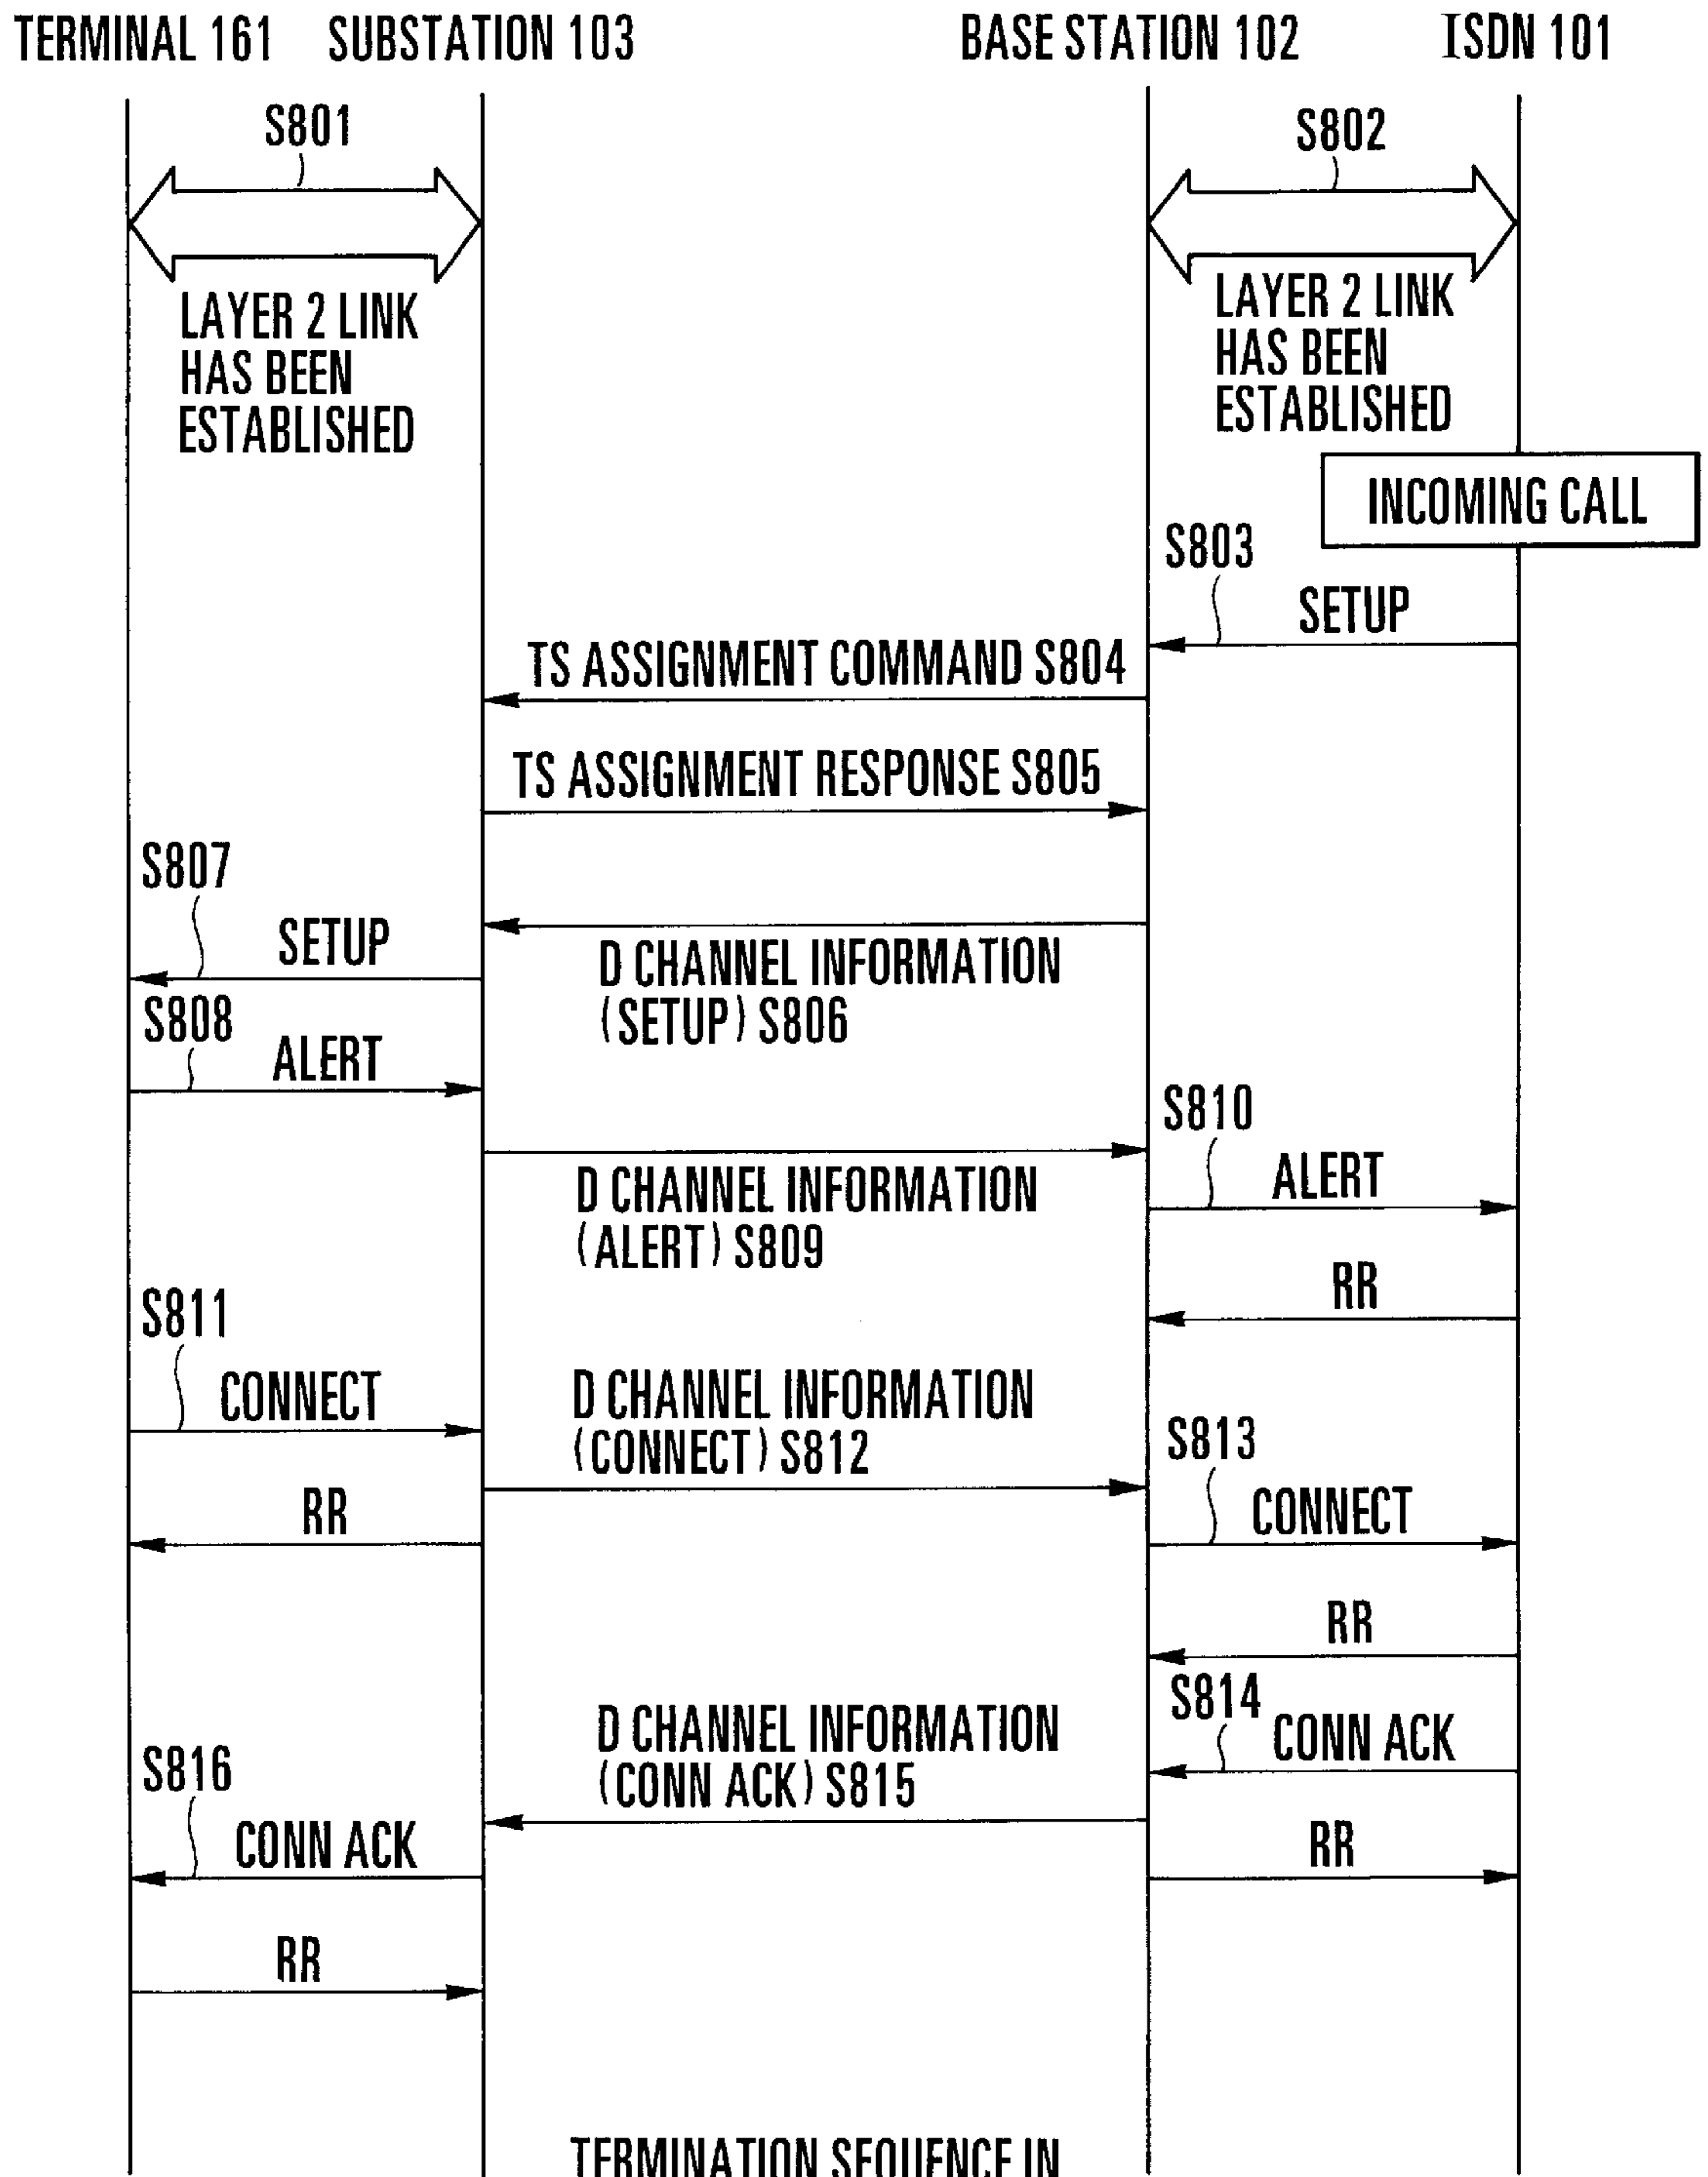 TERMINAL 161 SUBSTATION 103 BASE STATION 102 ISDN 101
S801
S802
LAYER 2 LINK
HAS BEEN
ESTABLISHED
LAYER 2 LINK
HAS BEEN
ESTABLISHED
INCOMING CALL
S803
SETUP
TS ASSIGNMENT COMMAND S804
TS ASSIGNMENT RESPONSE S805
S807
SETUP
D CHANNEL INFORMATION
(SETUP) S806
S808
ALERT
S810
ALERT
D CHANNEL INFORMATION
(ALERT) S809
RR
S811
CONNECT
D CHANNEL INFORMATION
(CONNECT) S812
S813
CONNECT
RR
RR
S814
CONN ACK
D CHANNEL INFORMATION
(CONN ACK) S815
S816
CONN ACK
RR
RR
TERMINATION SEQUENCE IN